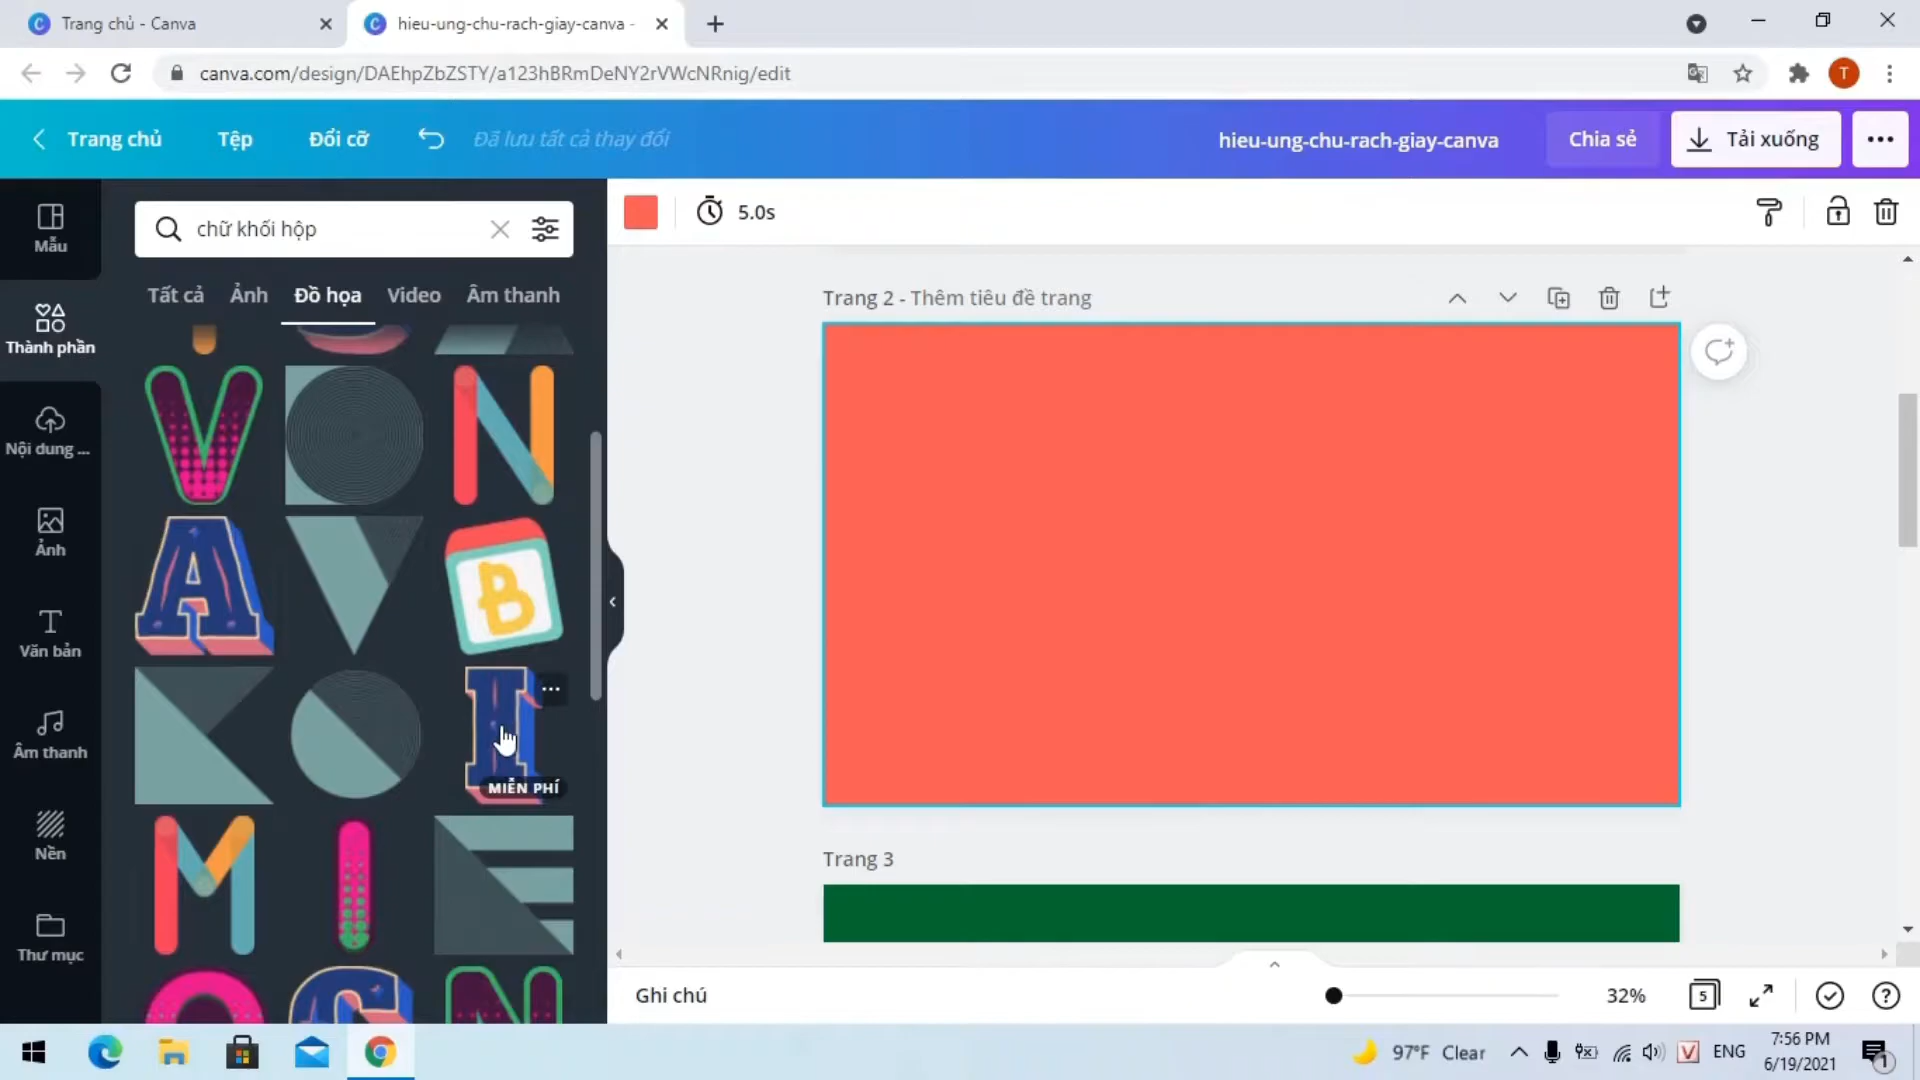 Trang chủ - Canva
hieu-ung-chu-rach-giay-canva -
canva.com/design/DAEhpZbZSTY/a123hBRmDeNY2rVWcNRnig/edit
T
Trang chủ
Tệp
Đổi cỡ
Đã lưu tất cả thay đổi
hieu-ung-chu-rach-giay-canva
Chia sẻ
Tải xuống
Mẫu
Thành phần
Nội dung ...
Ảnh
Văn bản
Âm thanh
Nền
Thư mục
chữ khối hộp
Tất cả
Ảnh
Đồ họa
Video
Âm thanh
V
N
A
B
I
MIỄN PHÍ
M
I
N
5.0s
Trang 2 - Thêm tiêu đề trang
Trang 3
Ghi chú
32%
5
97°F Clear
V
ENG
7:56 PM
6/19/2021
1